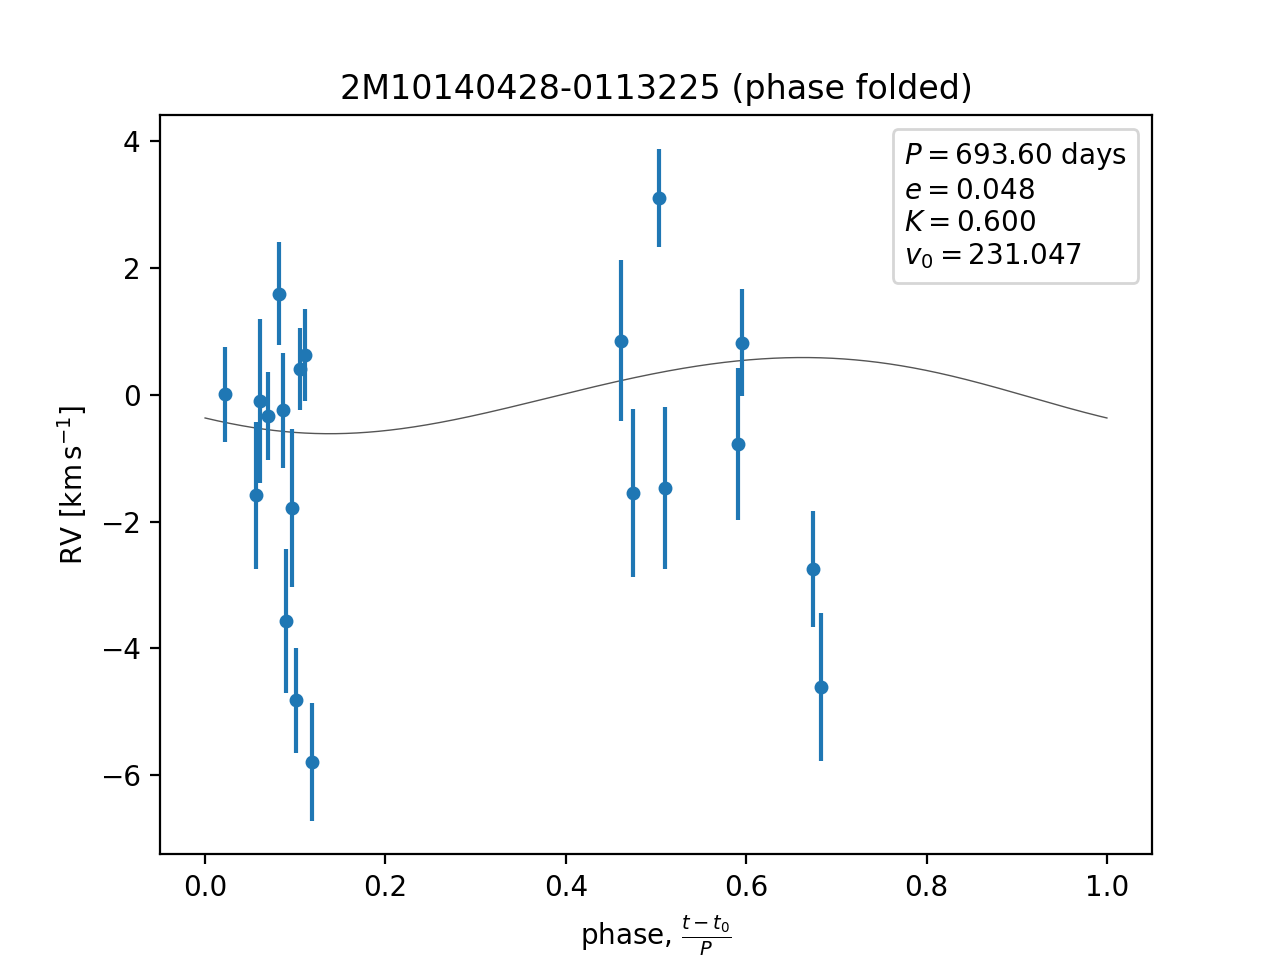 2M10140428-0113225 (phase folded)
P = 693.60 days
e = 0.048
K = 0.600
v₀ = 231.047
4
2
0
−2
−4
−6
RV [km s⁻¹]
0.0 0.2 0.4 0.6 0.8 1.0
phase, (t − t₀)/P